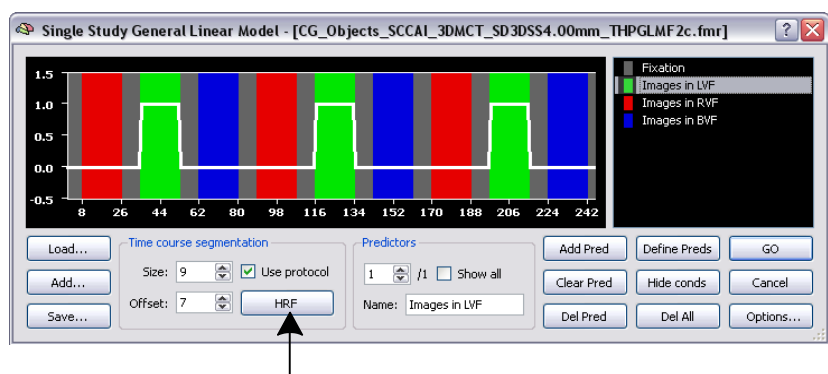 Single Study General Linear Model - [CG_Objects_SCCAI_3DMCT_SD3DSS4.00mm_THPGLMF2c.fmr]
1.5
1.0
0.5
0.0
-0.5
8 26 44 62 80 98 116 134 152 170 188 206 224 242
Fixation
Images in LVF
Images in RVF
Images in BVF
Load...
Add...
Save...
Time course segmentation
Size: 9 Use protocol
Offset: 7 HRF
Predictors
1 /1 Show all
Name: Images in LVF
Add Pred Define Preds GO
Clear Pred Hide conds Cancel
Del Pred Del All Options...